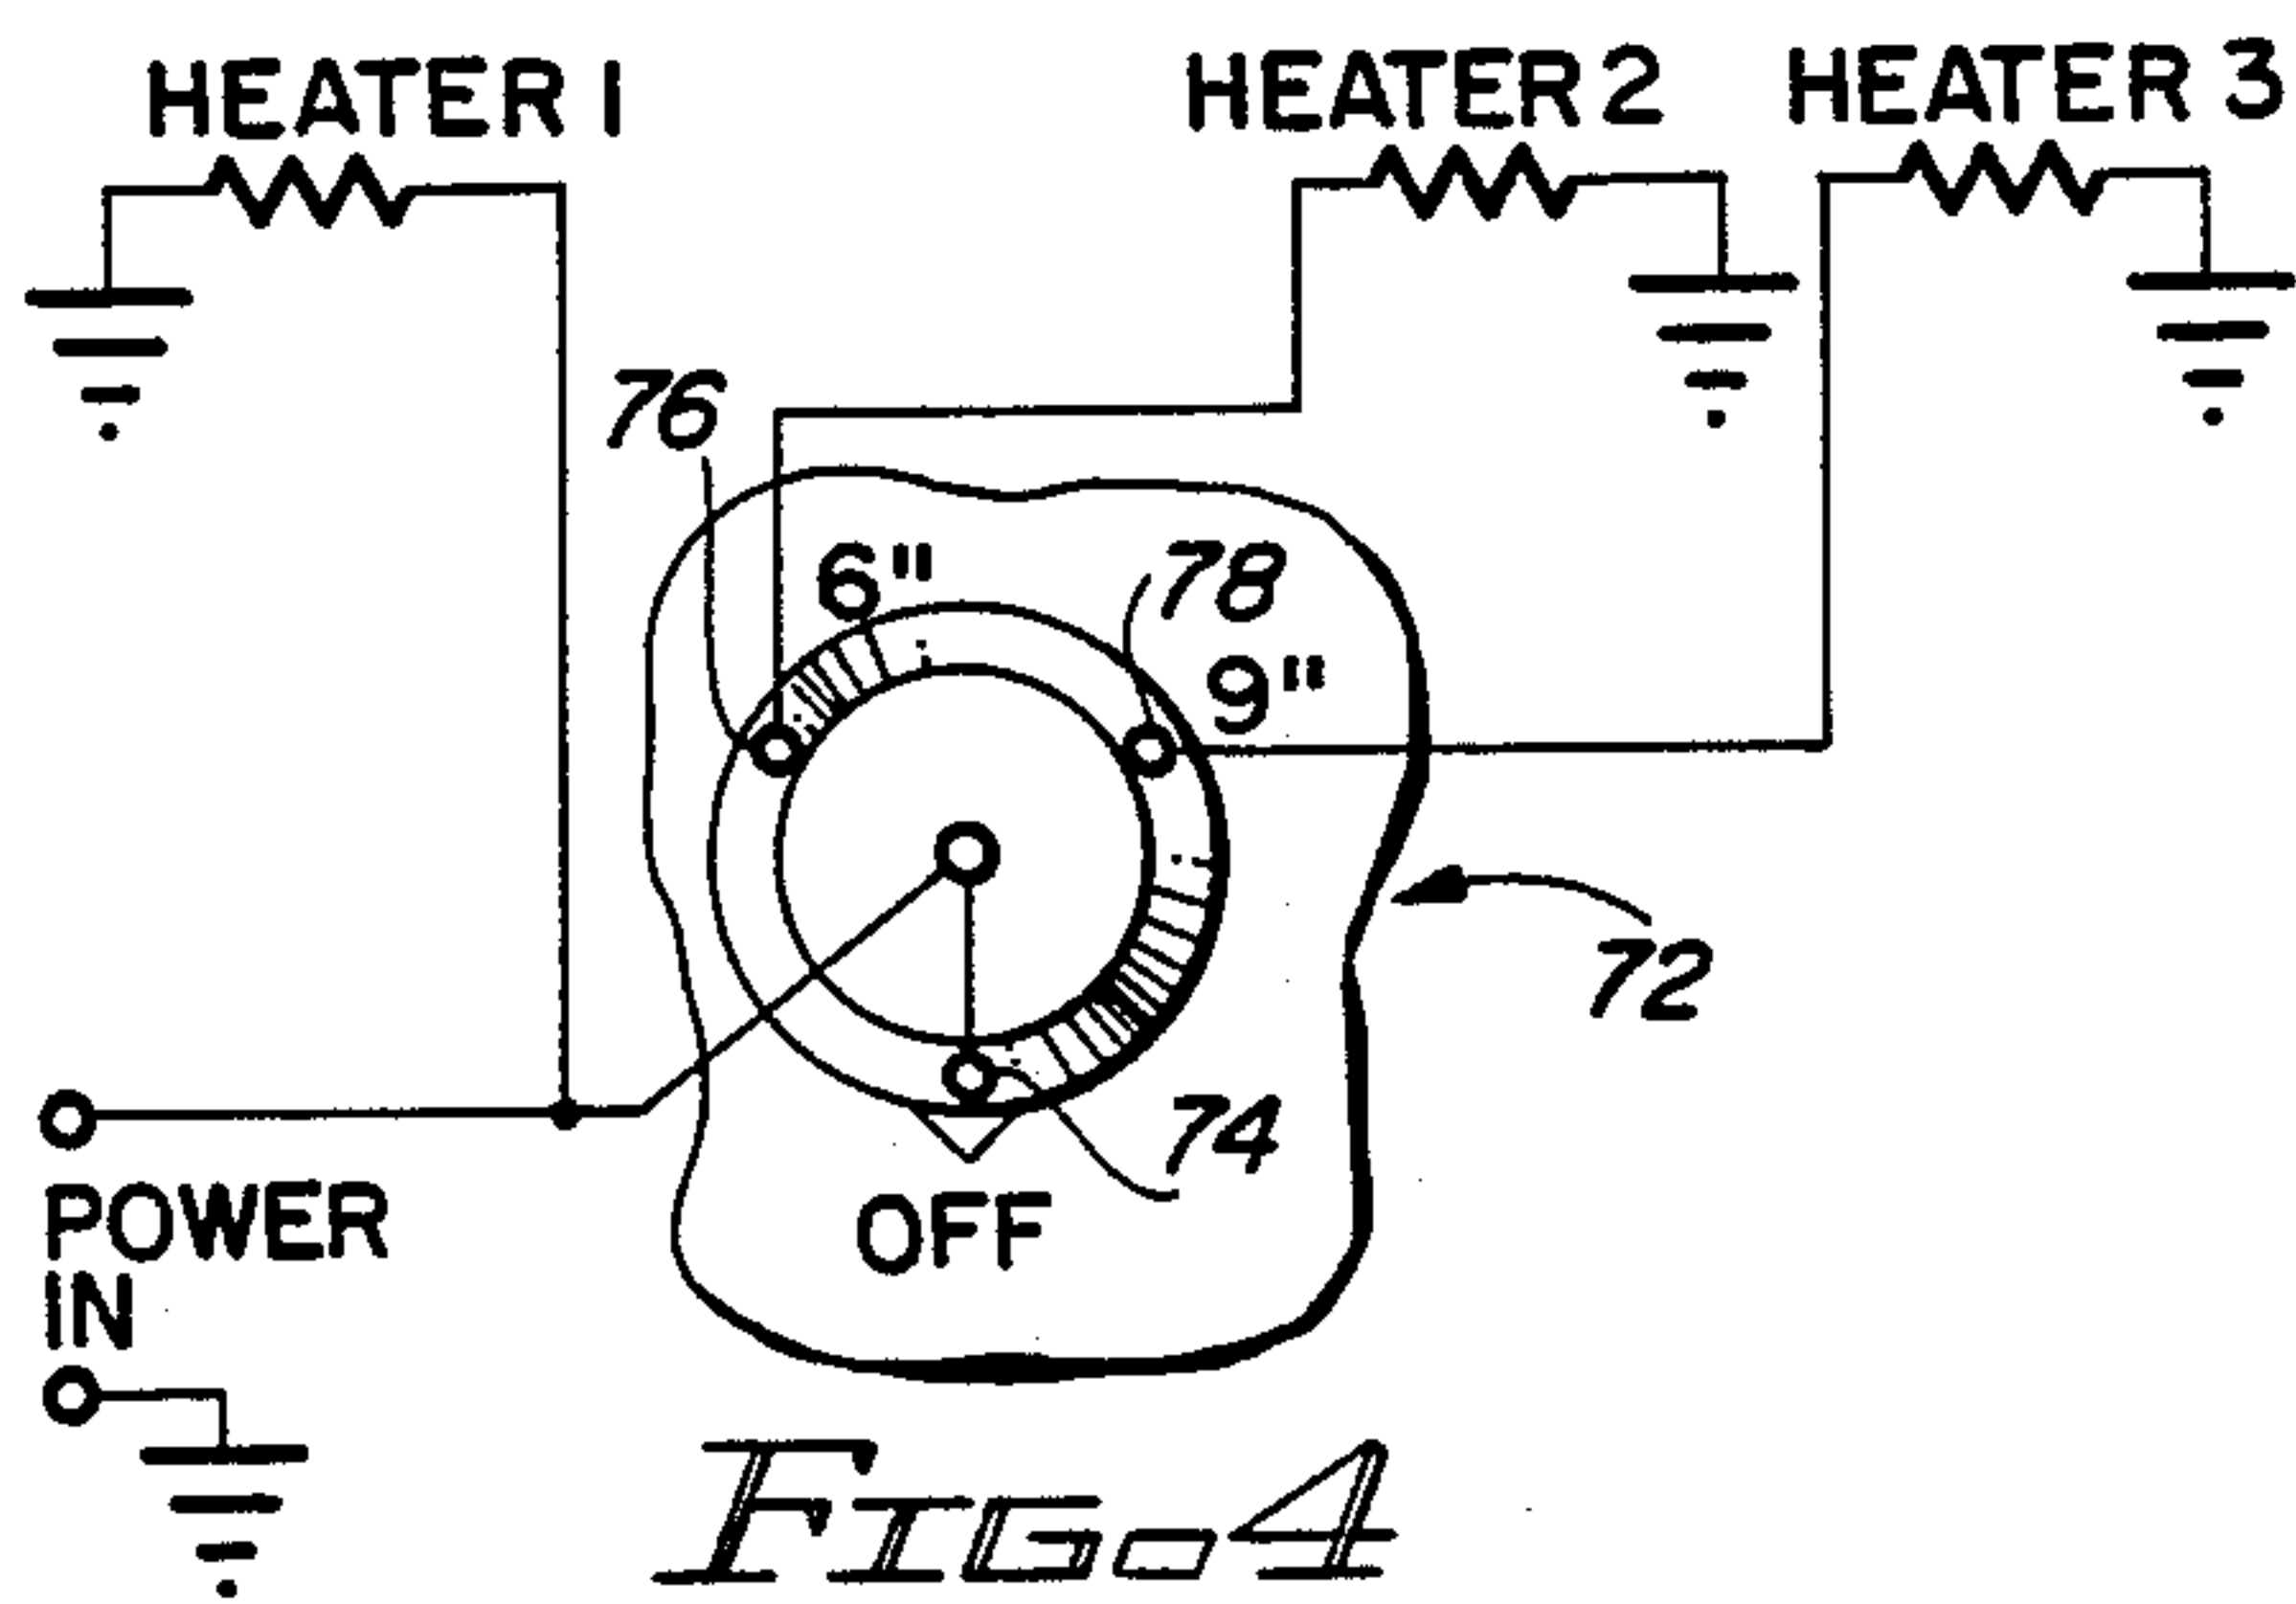 HEATER 1
HEATER 2
HEATER 3
76
6"
78
9"
72
74
OFF
POWER
IN
FIG-4